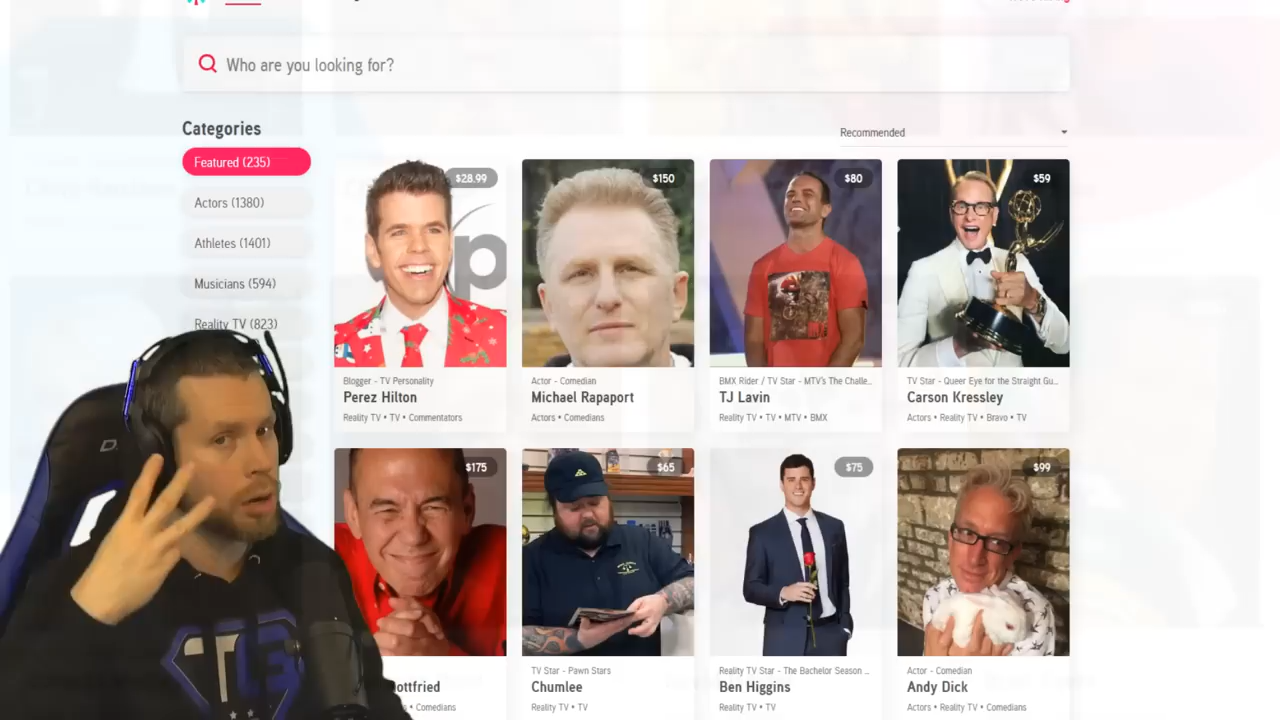 Who are you looking for?
Categories
Recommended
Featured (235)
Actors (1380)
Athletes (1401)
Musicians (594)
Reality TV (823)
$28.99
$150
$80
$59
Blogger - TV Personality
Perez Hilton
Reality TV • TV • Commentators
Actor - Comedian
Michael Rapaport
Actors • Comedians
BMX Rider / TV Star - MTV's The Challe...
TJ Lavin
Reality TV • TV • MTV • BMX
TV Star - Queer Eye for the Straight Gu...
Carson Kressley
Actors • Reality TV • Bravo • TV
$175
$65
$75
$99
ottfried
• Comedians
TV Star - Pawn Stars
Chumlee
Reality TV • TV
Reality TV Star - The Bachelor Season ...
Ben Higgins
Reality TV • TV
Actor - Comedian
Andy Dick
Actors • Reality TV • Comedians